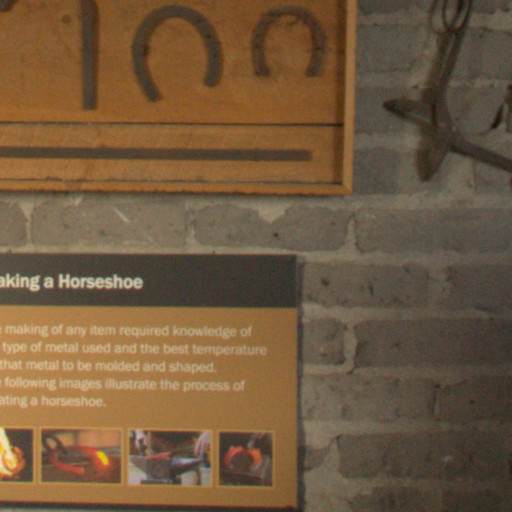 aking a Horseshoe
making of any item required knowledge of
type of metal used and the best temperature
that metal to be molded and shaped.
following images illustrate the process of
ating a horseshoe.